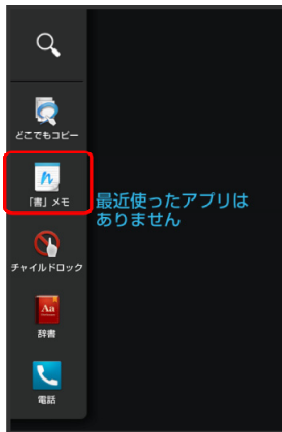 どこでもコピー
「書」メモ
最近使ったアプリは
ありません
チャイルドロック
Aa
辞書
電話